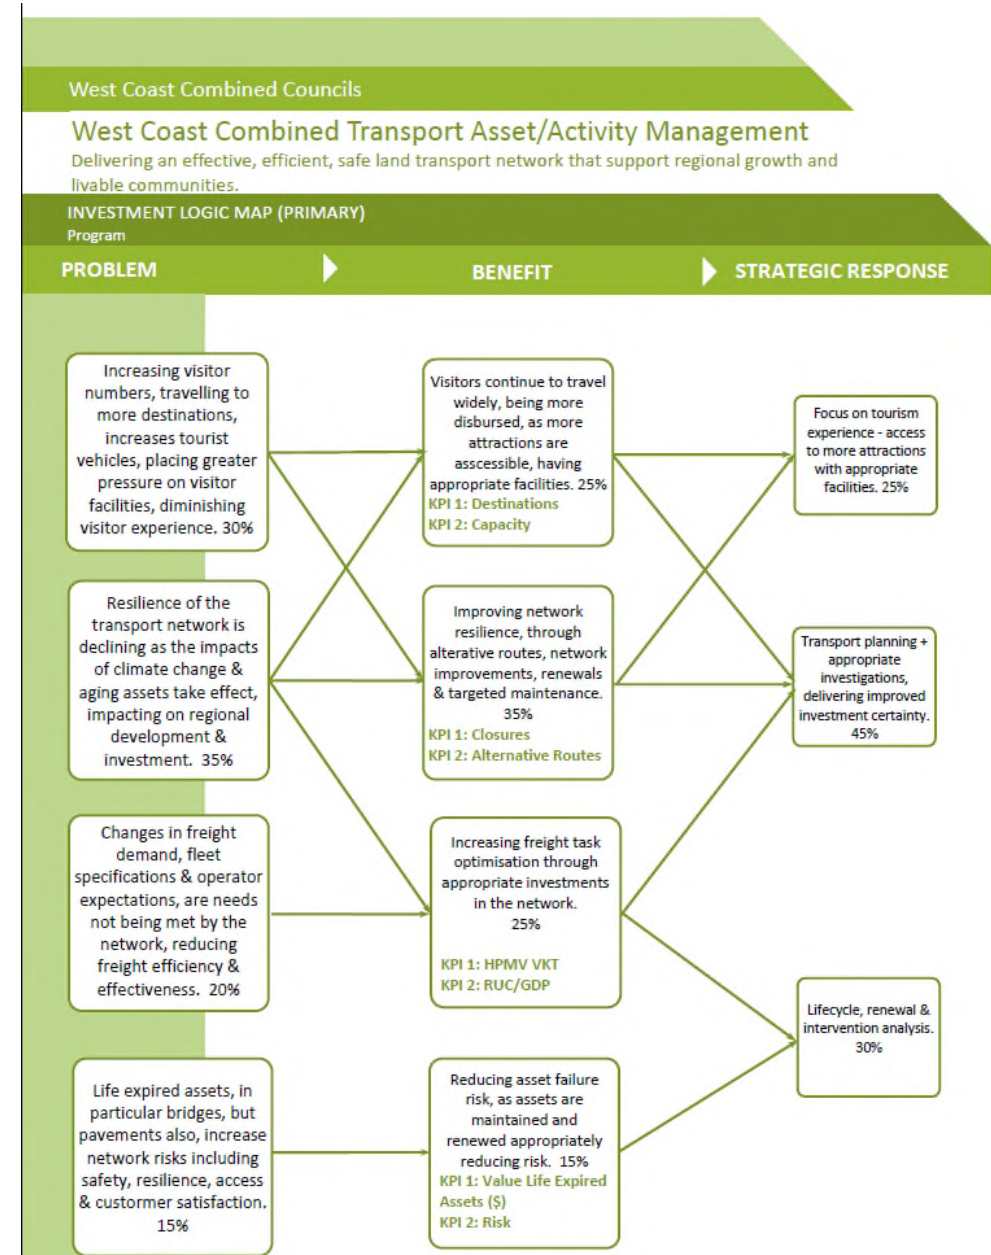 West Coast Combined Councils
West Coast Combined Transport Asset/Activity Management
Delivering an effective, efficient, safe land transport network that support regional growth and
livable communities.
INVESTMENT LOGIC MAP (PRIMARY)
Program
PROBLEM
BENEFIT
STRATEGIC RESPONSE
Increasing visitor
numbers, travelling to
more destinations,
increases tourist
vehicles, placing greater
pressure on visitor
facilities, diminishing
visitor experience. 30%
Resilience of the
transport network is
declining as the impacts
of climate change &
aging assets take effect,
impacting on regional
development &
investment. 35%
Changes in freight
demand, fleet
specifications & operator
expectations, are needs
not being met by the
network, reducing
freight efficiency &
effectiveness. 20%
Life expired assets, in
particular bridges, but
pavements also, increase
network risks including
safety, resilience, access
& custormer satisfaction.
15%
Visitors continue to travel
widely, being more
disbursed, as more
attractions are
asscessible, having
appropriate facilities. 25%
KPI 1: Destinations
KPI 2: Capacity
Improving network
resilience, through
alterative routes, network
improvements, renewals
& targeted maintenance.
35%
KPI 1: Closures
KPI 2: Alternative Routes
Increasing freight task
optimisation through
appropriate investments
in the network.
25%
KPI 1: HPMV VKT
KPI 2: RUC/GDP
Reducing asset failure
risk, as assets are
maintained and
renewed appropriately
reducing risk. 15%
KPI 1: Value Life Expired
Assets ($)
KPI 2: Risk
Focus on tourism
experience - access
to more attractions
with appropriate
facilities. 25%
Transport planning +
appropriate
investigations,
delivering improved
investment certainty.
45%
Lifecycle, renewal &
intervention analysis.
30%